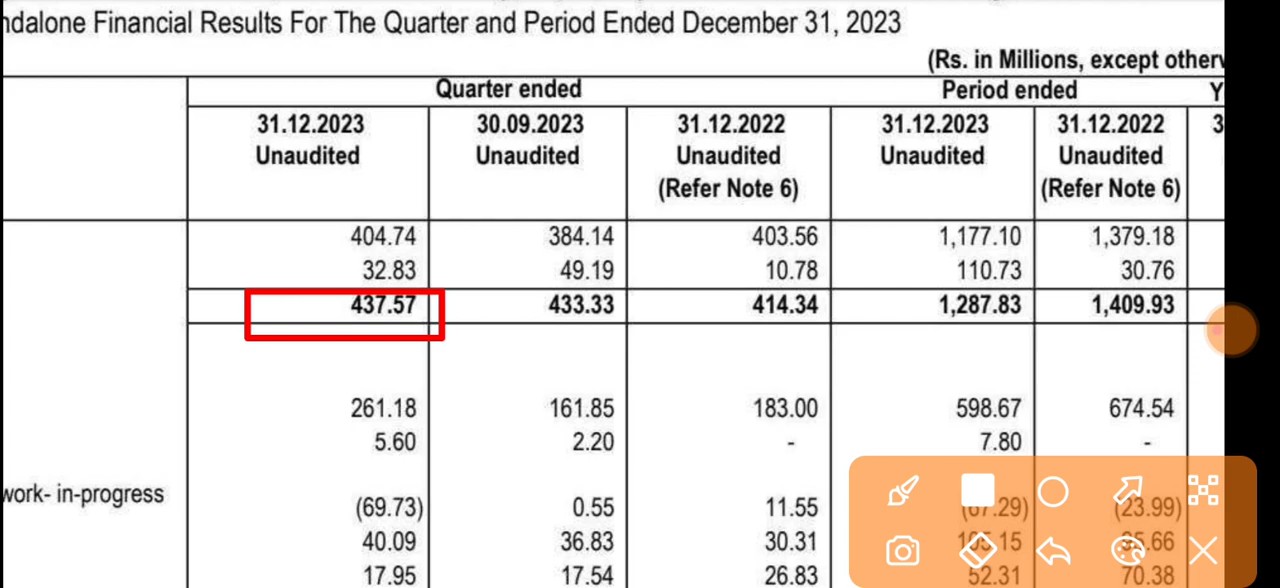 ndalone Financial Results For The Quarter and Period Ended December 31, 2023
(Rs. in Millions, except
Quarter ended Period ended Y
31.12.2023 30.09.2023 31.12.2022 31.12.2023 31.12.2022 3
Unaudited Unaudited Unaudited Unaudited Unaudited
(Refer Note 6) (Refer Note 6)
404.74 384.14 403.56 1,177.10 1,379.18
32.83 49.19 10.78 110.73 30.76
437.57 433.33 414.34 1,287.83 1,409.93
261.18 161.85 183.00 598.67 674.54
5.60 2.20 - 7.80 -
work- in-progress
(69.73) 0.55 11.55 (67.29) (23.99)
40.09 36.83 30.31
17.95 17.54 26.83 52.31 70.38